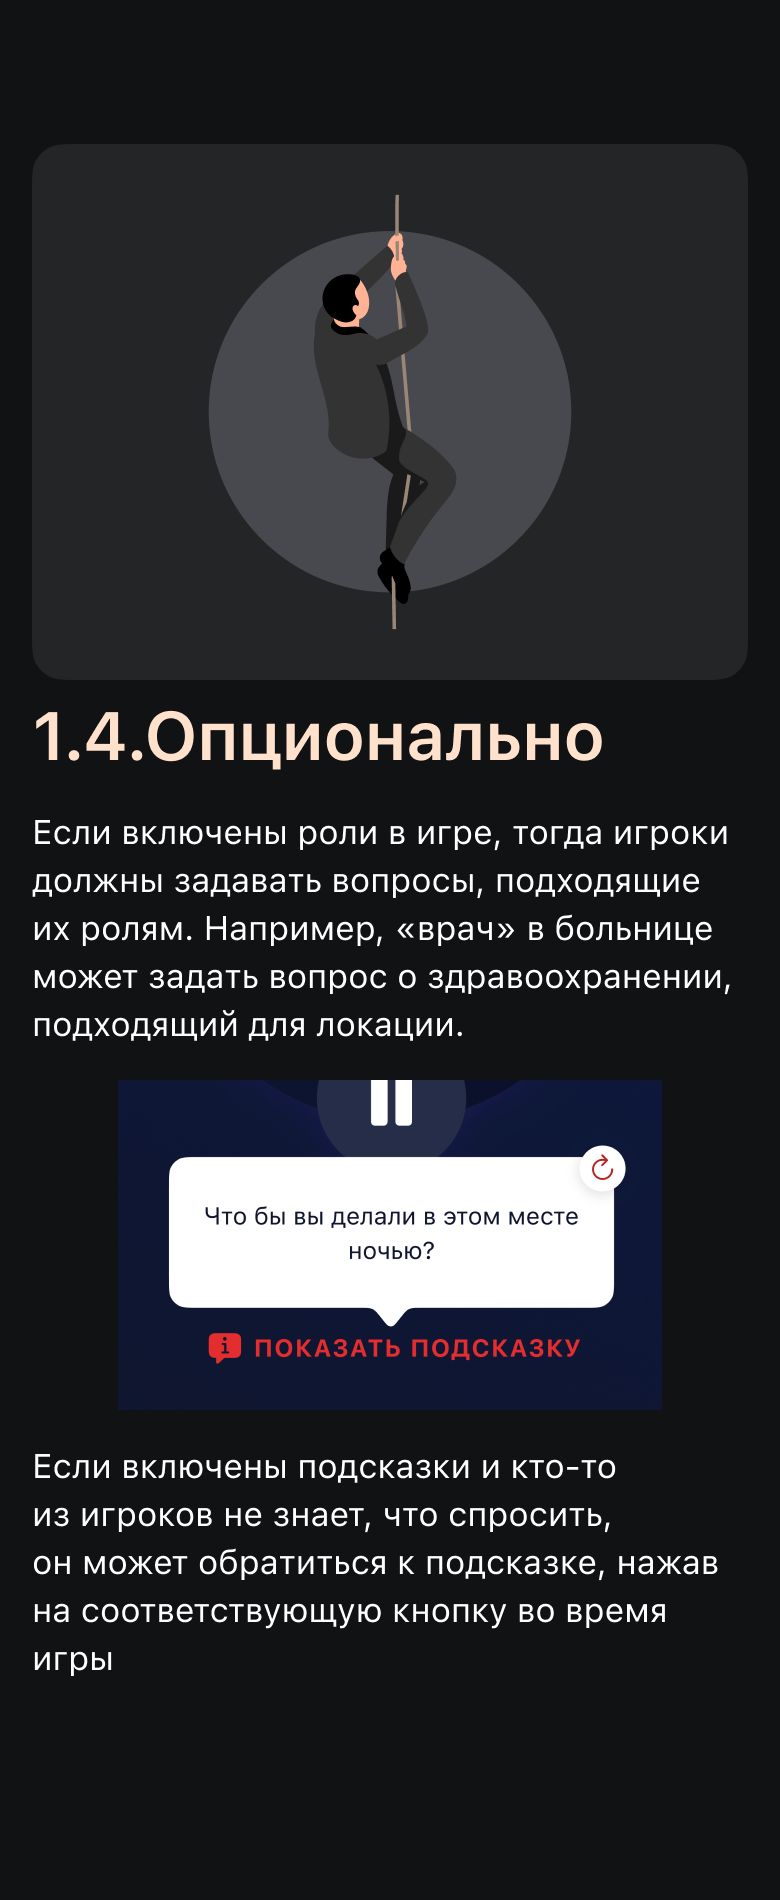 1.4.Опционально
Если включены роли в игре, тогда игроки
должны задавать вопросы, подходящие
их ролям. Например, «врач» в больнице
может задать вопрос о здравоохранении,
подходящий для локации.
Что бы вы делали в этом месте
ночью?
ПОКАЗАТЬ ПОДСКАЗКУ
Если включены подсказки и кто-то
из игроков не знает, что спросить,
он может обратиться к подсказке, нажав
на соответствующую кнопку во время
игры